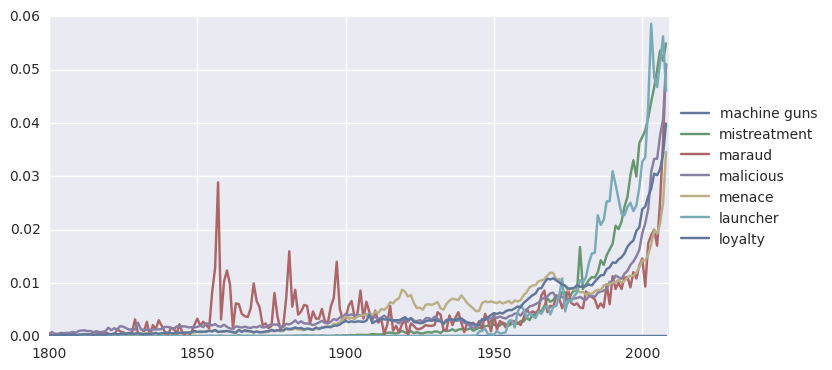 0.06
0.05
0.04
0.03
0.02
0.01
0.00
1800
1850
1900
1950
2000
machine guns
mistreatment
maraud
malicious
menace
launcher
loyalty